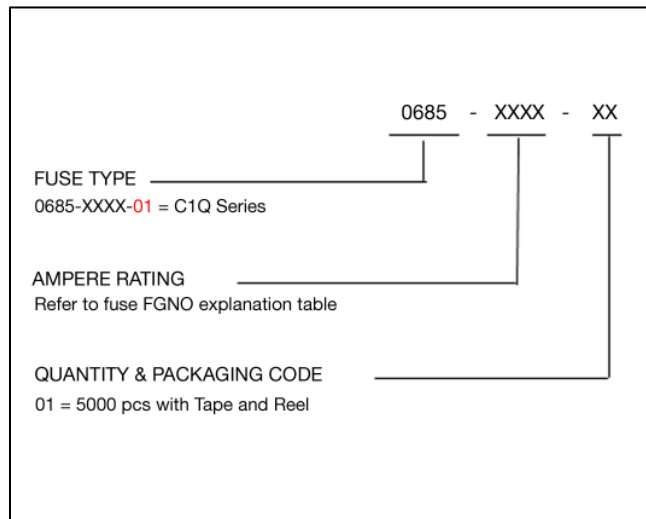 0685 - XXXX - XX
FUSE TYPE
0685-XXXX-01 = C1Q Series
AMPERE RATING
Refer to fuse FGNO explanation table
QUANTITY & PACKAGING CODE
01 = 5000 pcs with Tape and Reel